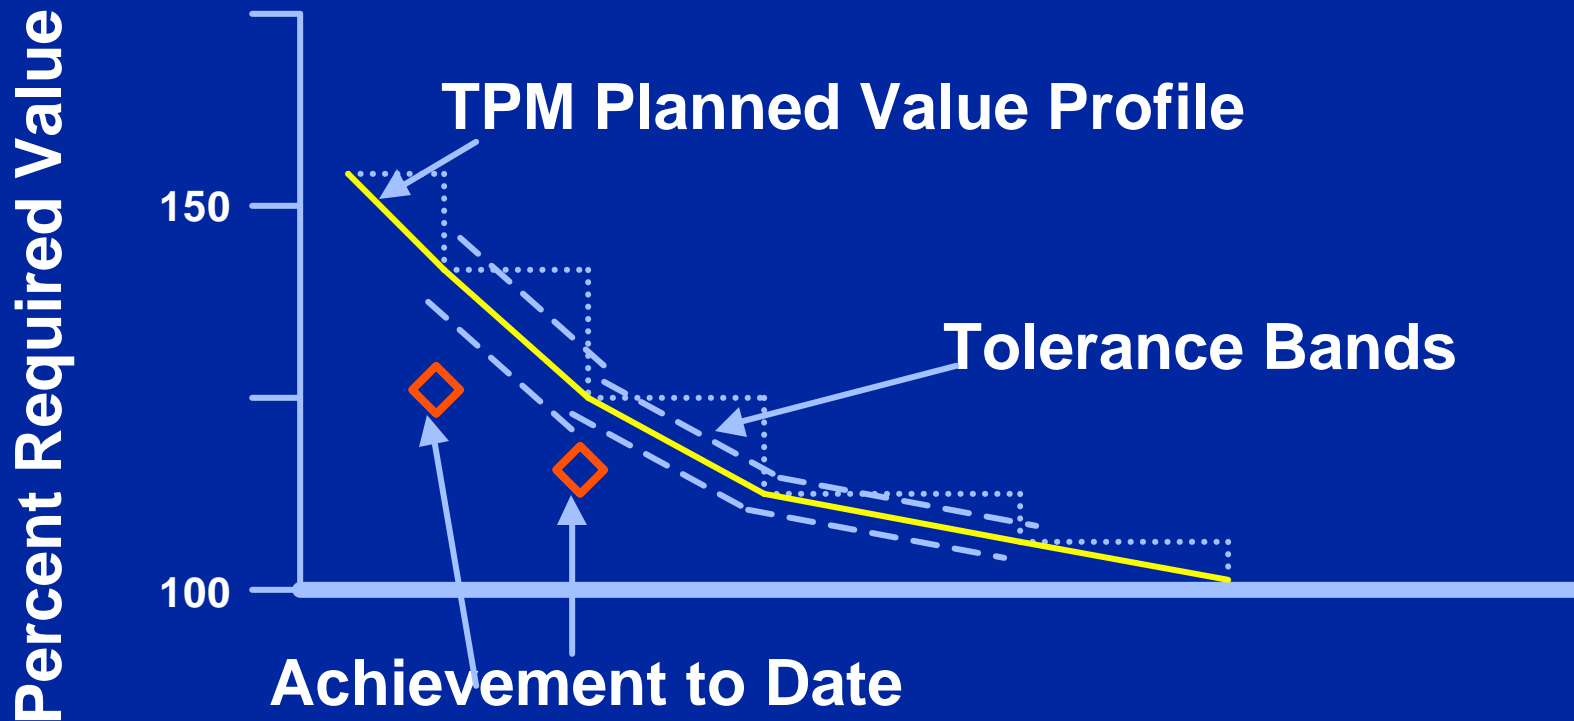 Percent Required Value
TPM Planned Value Profile
150
Tolerance Bands
100
Achievement to Date